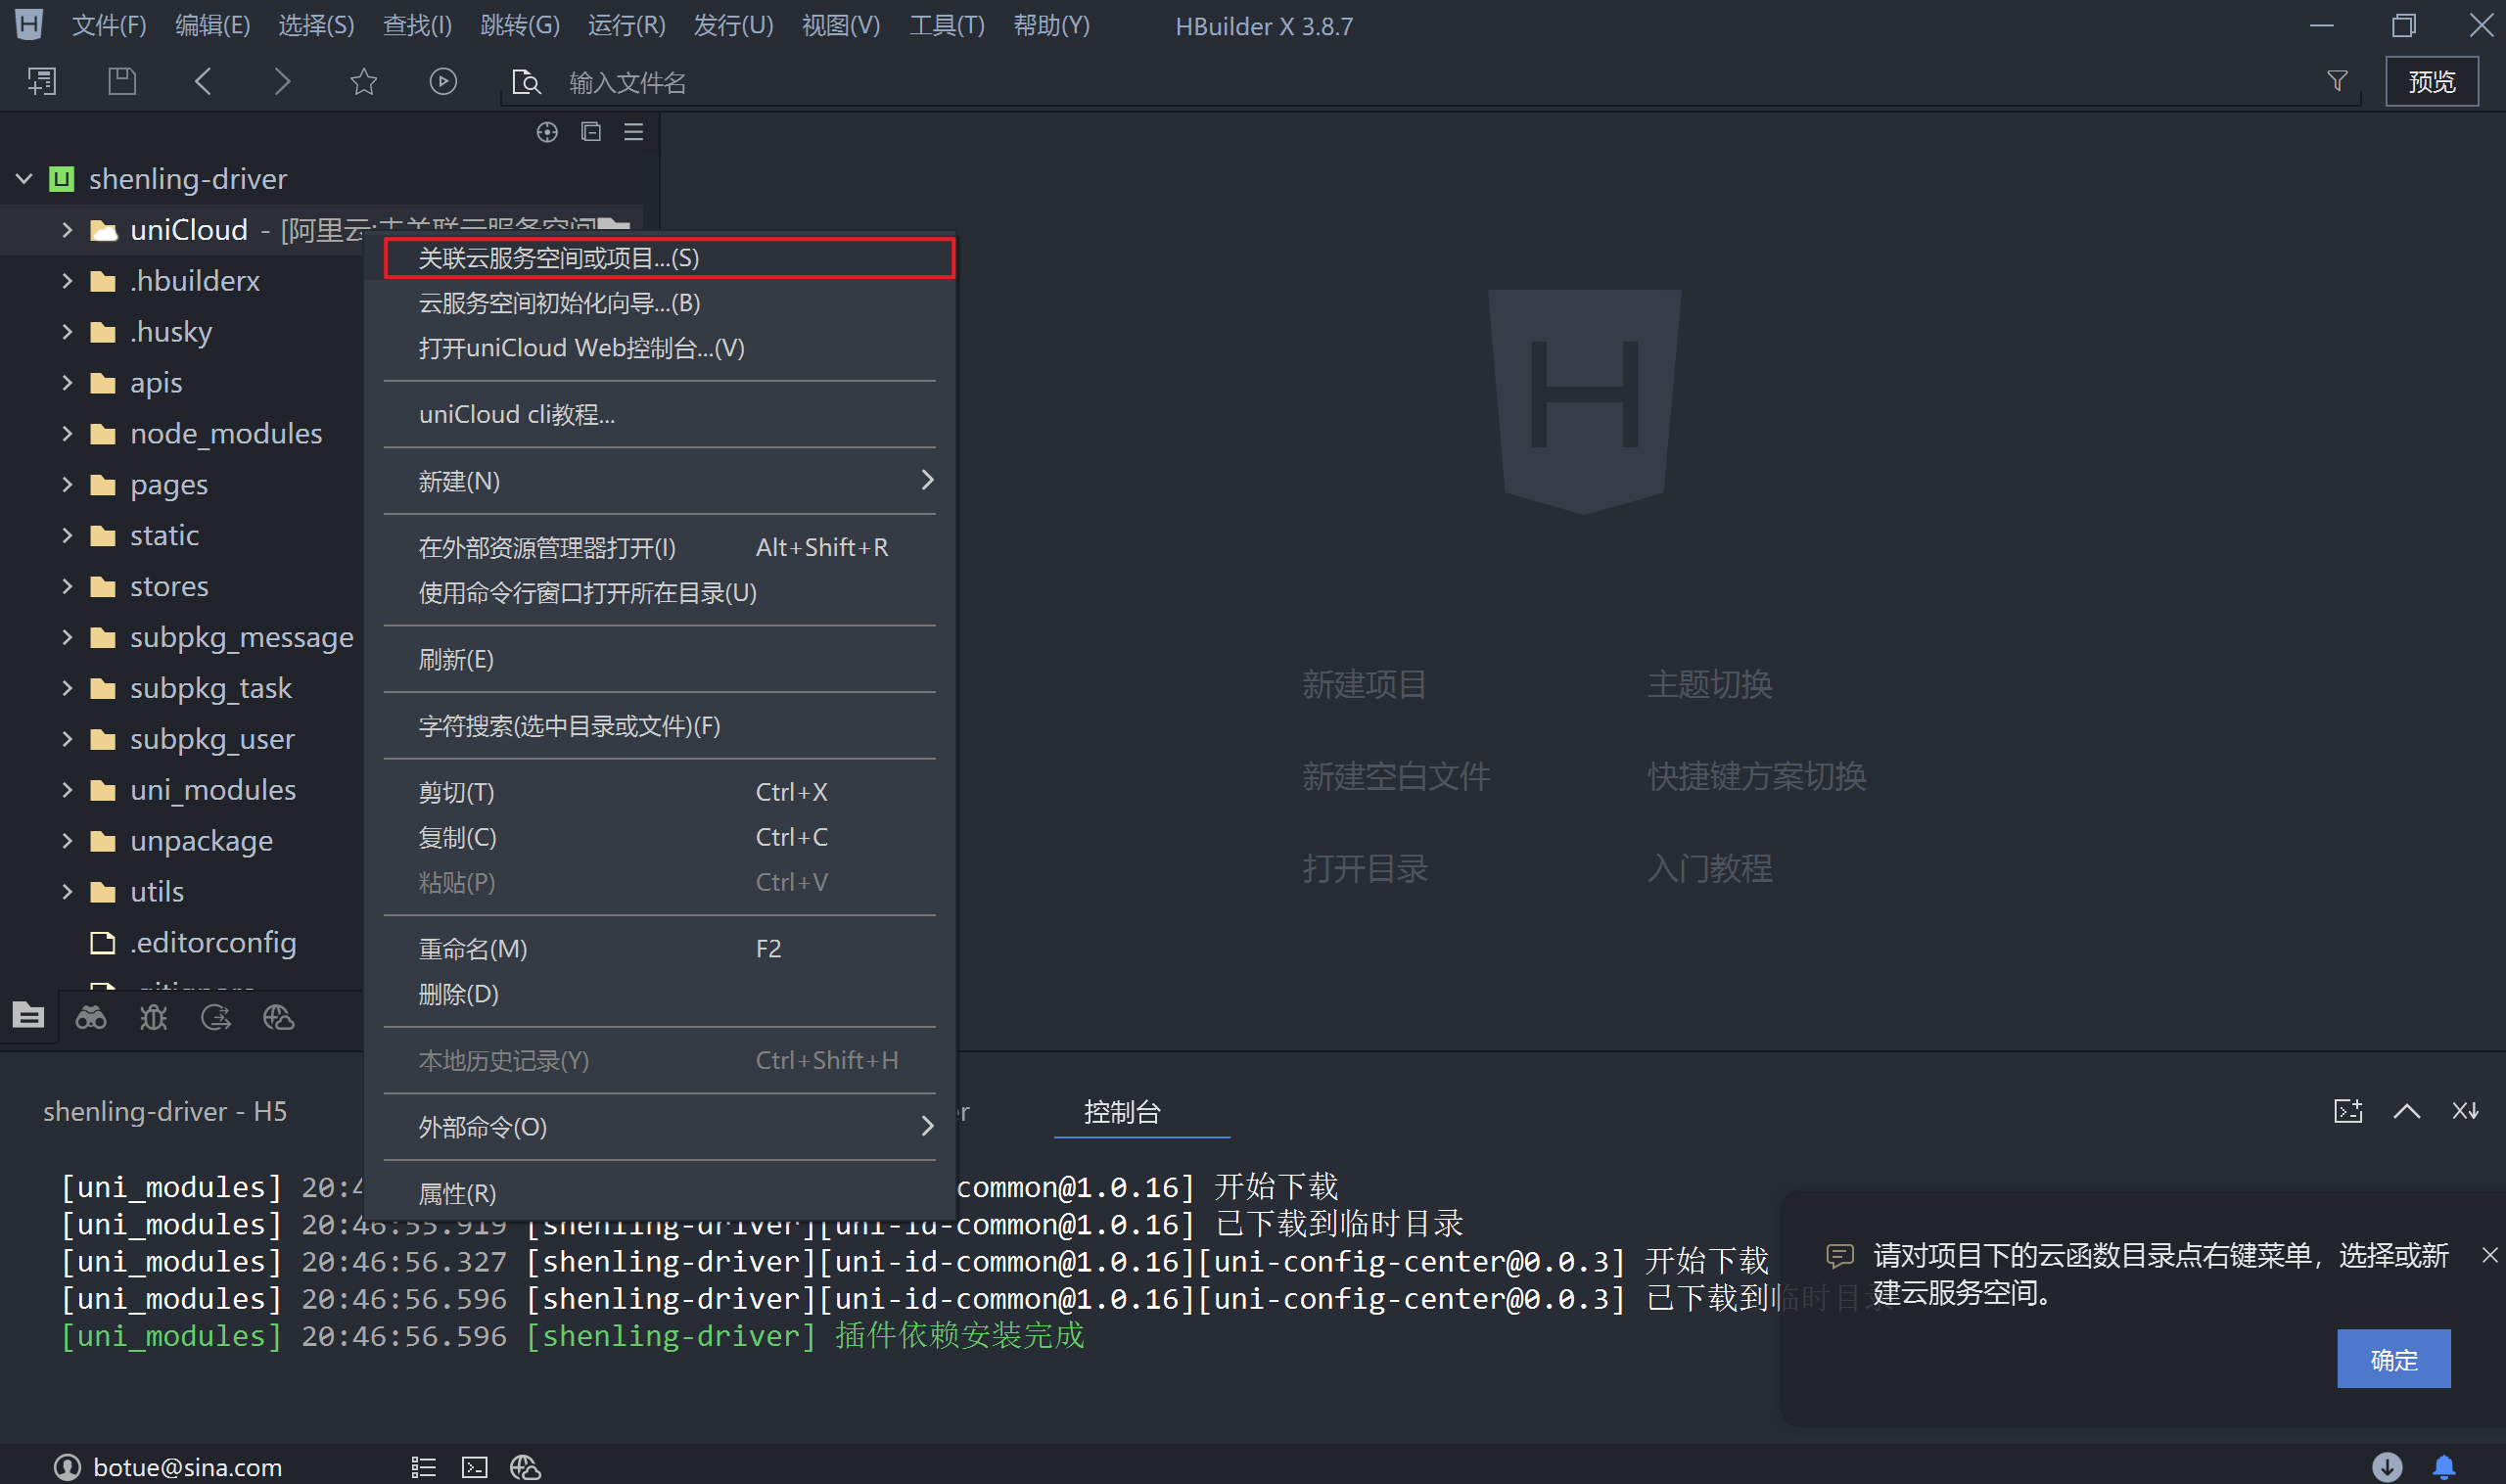 文件(F) 编辑(E) 选择(S) 查找(I) 跳转(G) 运行(R) 发行(U) 视图(V) 工具(T) 帮助(Y) HBuilder X 3.8.7
输入文件名 预览
shenling-driver
uniCloud - [阿里云:未关联云服务空间
.hbuilderx
.husky
apis
node_modules
pages
static
stores
subpkg_message
subpkg_task
subpkg_user
uni_modules
unpackage
utils
.editorconfig
.gitignore
关联云服务空间或项目...(S)
云服务空间初始化向导...(B)
打开uniCloud Web控制台...(V)
uniCloud cli教程...
新建(N)
在外部资源管理器打开(I) Alt+Shift+R
使用命令行窗口打开所在目录(U)
刷新(E)
字符搜索(选中目录或文件)(F)
剪切(T) Ctrl+X
复制(C) Ctrl+C
粘贴(P) Ctrl+V
重命名(M) F2
删除(D)
本地历史记录(Y) Ctrl+Shift+H
外部命令(O)
属性(R)
新建项目 主题切换
新建空白文件 快捷键方案切换
打开目录 入门教程
shenling-driver - H5 控制台
[uni_modules] 20:4 common@1.0.16] 开始下载
[uni_modules] 20:46:55.919 [shenling-driver][uni-id-common@1.0.16] 已下载到临时目录
[uni_modules] 20:46:56.327 [shenling-driver][uni-id-common@1.0.16][uni-config-center@0.0.3] 开始下载
[uni_modules] 20:46:56.596 [shenling-driver][uni-id-common@1.0.16][uni-config-center@0.0.3] 已下载到临时目录
[uni_modules] 20:46:56.596 [shenling-driver] 插件依赖安装完成
请对项目下的云函数目录点右键菜单，选择或新
建云服务空间。
确定
botue@sina.com